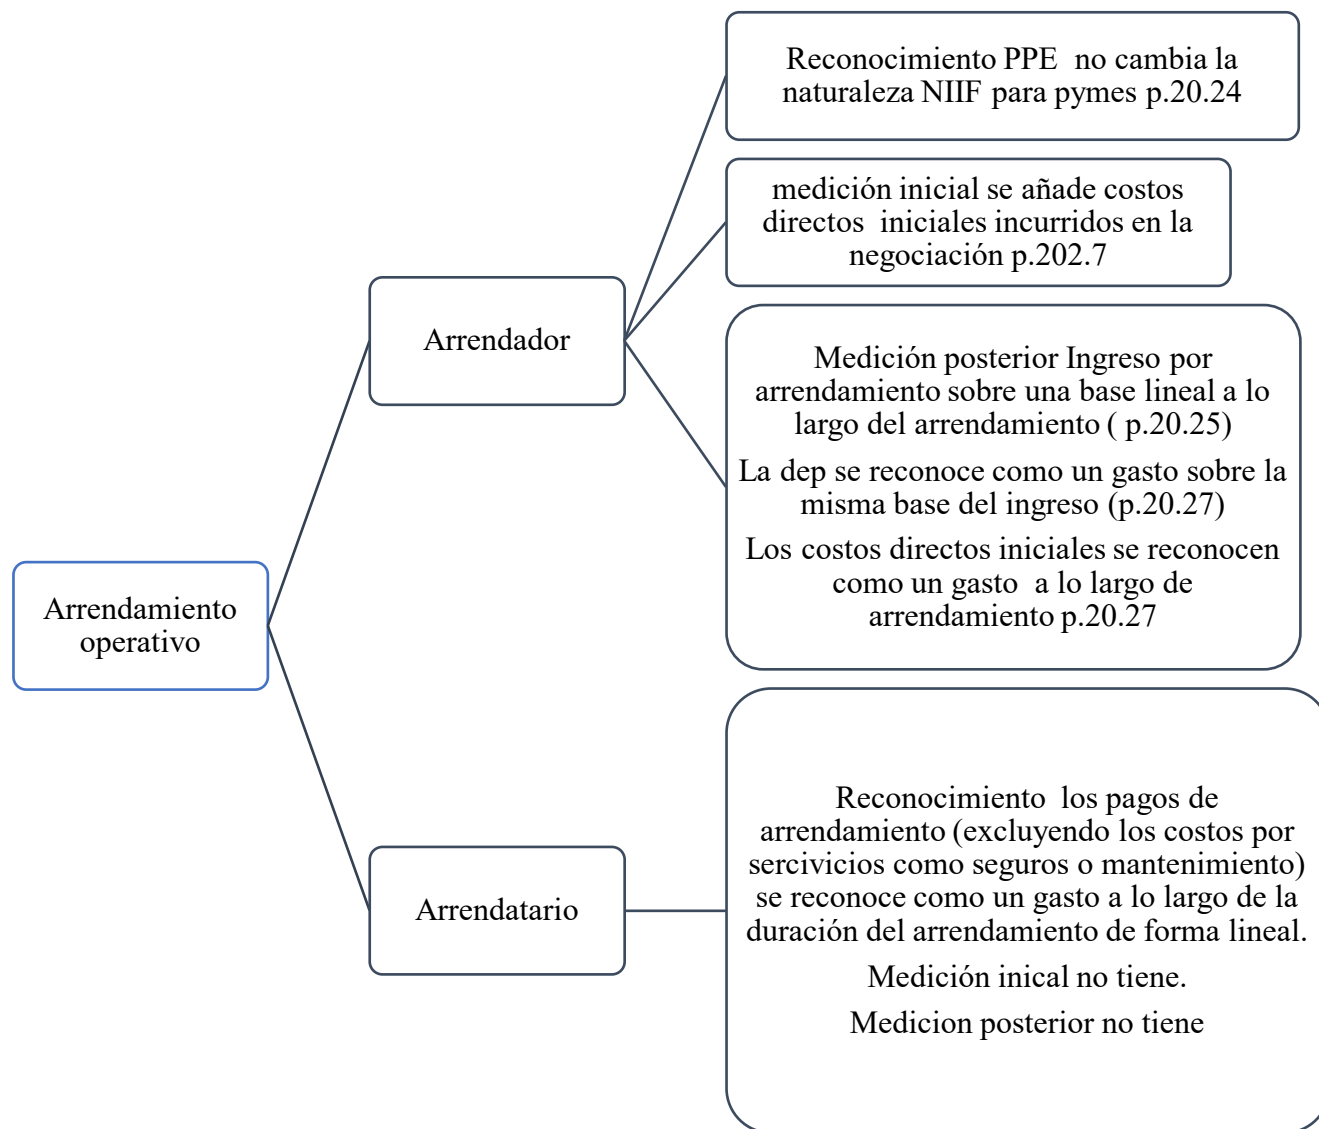 Reconocimiento PPE  no cambia la
naturaleza NIIF para pymes p.20.24
medición inicial se añade costos
directos  iniciales incurridos en la
negociación p.202.7
Arrendador
Medición posterior Ingreso por
arrendamiento sobre una base lineal a lo
largo del arrendamiento ( p.20.25)
La dep se reconoce como un gasto sobre la
misma base del ingreso (p.20.27)
Los costos directos iniciales se reconocen
como un gasto  a lo largo de
arrendamiento p.20.27
Arrendamiento
operativo
Arrendatario
Reconocimiento  los pagos de
arrendamiento (excluyendo los costos por
sercivicios como seguros o mantenimiento)
se reconoce como un gasto a lo largo de la
duración del arrendamiento de forma lineal.
Medición inical no tiene.
Medicion posterior no tiene